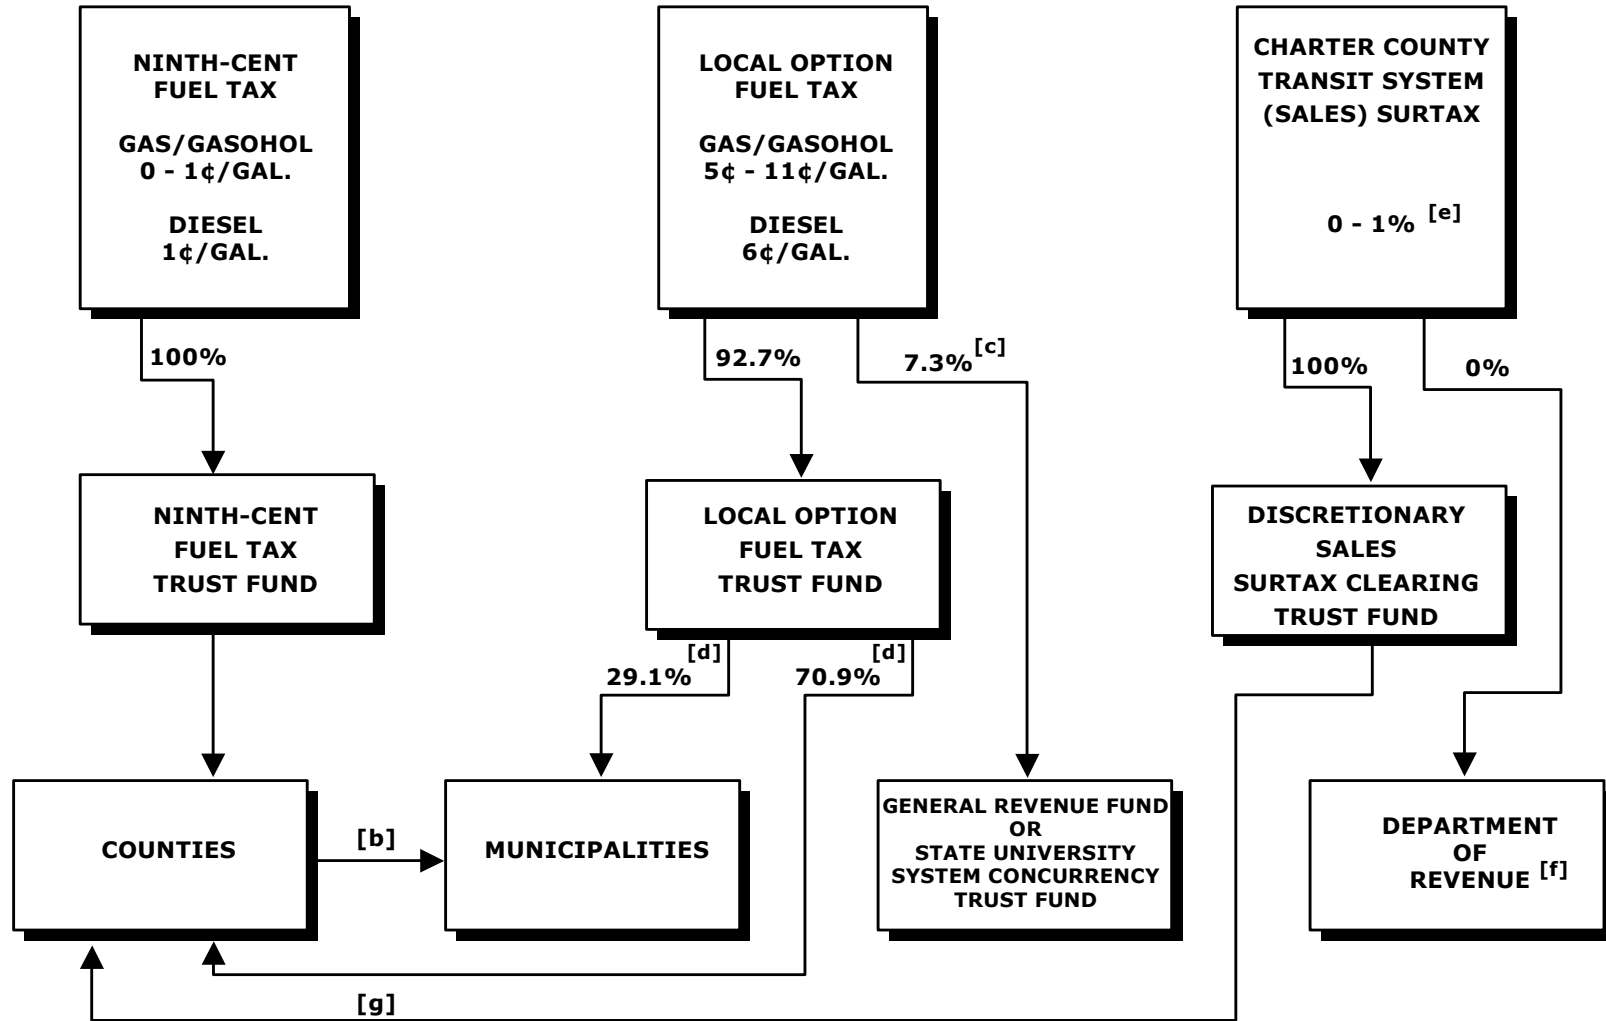 NINTH-CENT
FUEL TAX
GAS/GASOHOL
0 - 1¢/GAL.
DIESEL
1¢/GAL.
LOCAL OPTION
FUEL TAX
GAS/GASOHOL
5¢ - 11¢/GAL.
DIESEL
6¢/GAL.
CHARTER COUNTY
TRANSIT SYSTEM
(SALES) SURTAX
0 - 1% [e]
100%
92.7%
7.3% [c]
100%
0%
NINTH-CENT
FUEL TAX
TRUST FUND
LOCAL OPTION
FUEL TAX
TRUST FUND
DISCRETIONARY
SALES
SURTAX CLEARING
TRUST FUND
29.1% [d]
70.9% [d]
COUNTIES
[b]
MUNICIPALITIES
GENERAL REVENUE FUND
OR
STATE UNIVERSITY
SYSTEM CONCURRENCY
TRUST FUND
DEPARTMENT
OF
REVENUE [f]
[g]